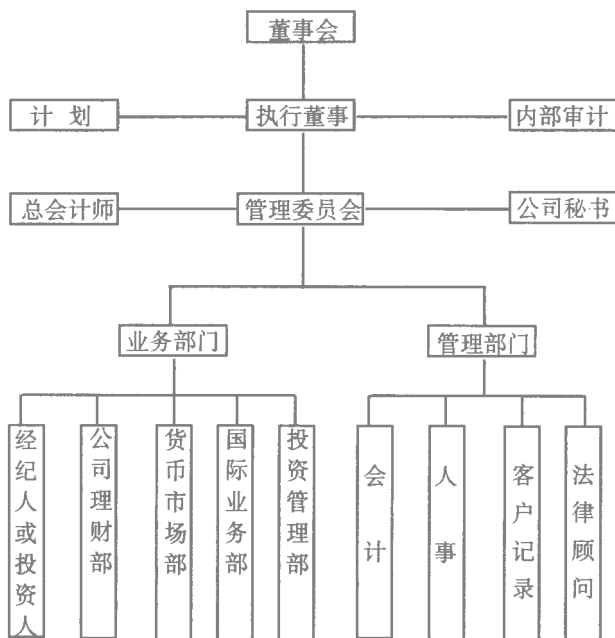 董事会
计 划
执行董事
内部审计
总会计师
管理委员会
公司秘书
业务部门
管理部门
经纪人或投资人
公司理财部
货币市场部
国际业务部
投资管理部
会计
人事
客户记录
法律顾问